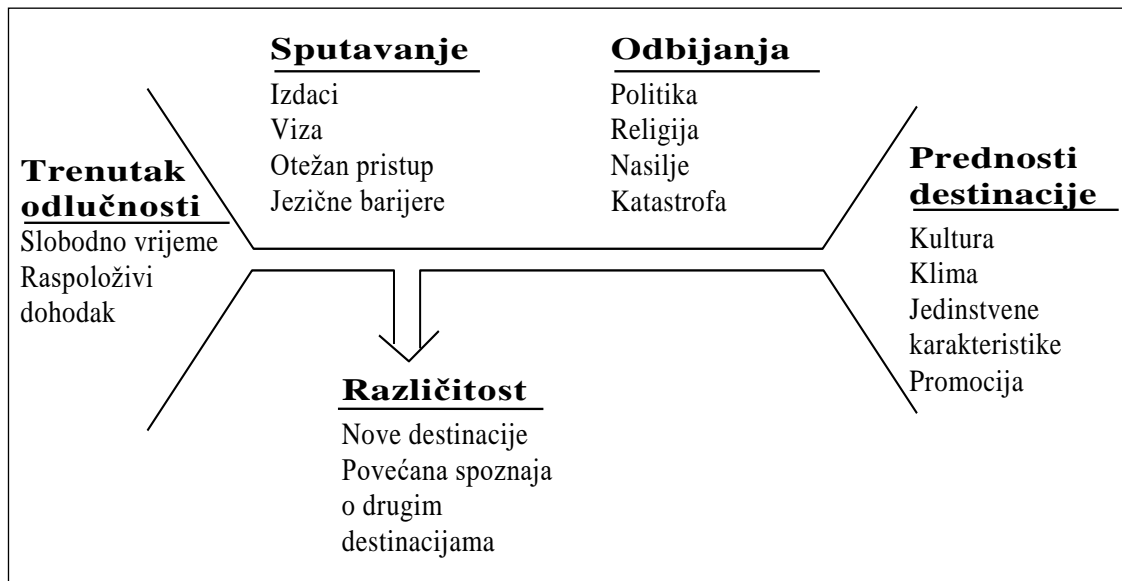 Sputavanje
Izdaci
Viza
Otežan pristup
Jezične barijere
Odbijanja
Politika
Religija
Nasilje
Katastrofa
Trenutak
odlučnosti
Slobodno vrijeme
Raspoloživi
dohodak
Prednosti
destinacije
Kultura
Klima
Jedinstvene
karakteristike
Promocija
Različitost
Nove destinacije
Povećana spoznaja
o drugim
destinacijama